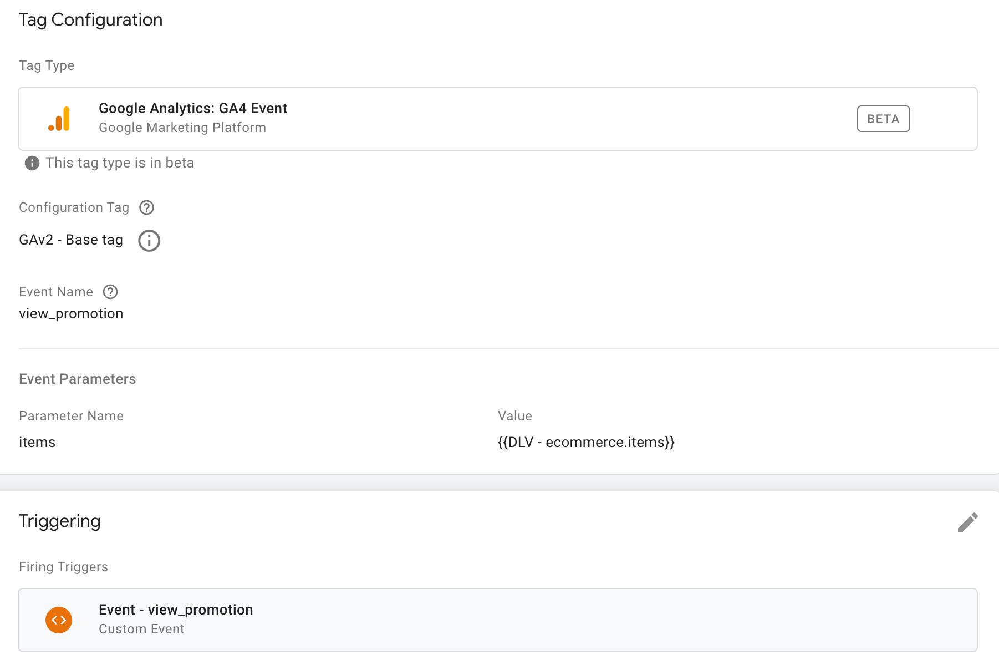 Tag Configuration
Tag Type
Google Analytics: GA4 Event
Google Marketing Platform
BETA
This tag type is in beta
Configuration Tag
GAv2 - Base tag
Event Name
view_promotion
Event Parameters
Parameter Name
Value
items
{{DLV - ecommerce.items}}
Triggering
Firing Triggers
Event - view_promotion
Custom Event